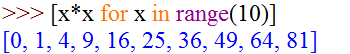 >>> [x*x for x in range(10)]
[0, 1, 4, 9, 16, 25, 36, 49, 64, 81]